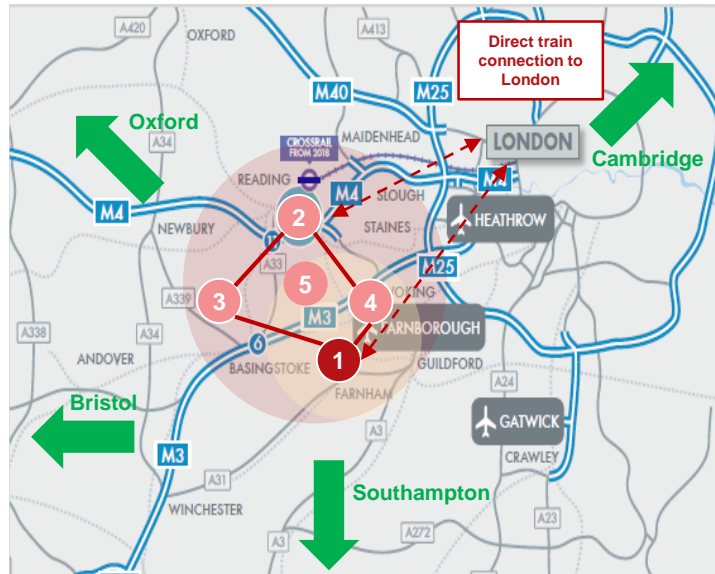 A420
OXFORD
A413
Direct train
connection to
London
M25
M40
Oxford
A34
CROSSRAIL
FROM 2018
MAIDENHEAD
LONDON
Cambridge
READING
M4
SLOUGH
M4
M4
2
STAINES
HEATHROW
NEWBURY
A33
M25
5
3
4
A339
M3
ARNBOROUGH
A338
A34
6
1
ANDOVER
BASINGSTOKE
GUILDFORD
FARNHAM
A24
Bristol
GATWICK
A3
M3
CRAWLEY
A31
Southampton
WINCHESTER
A23
A3
A272